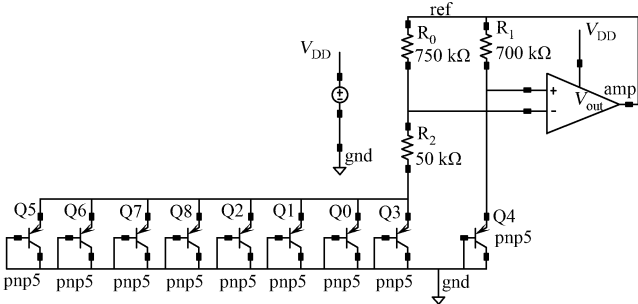 ref
R0
750 kΩ
R1
700 kΩ
VDD
VDD
+
-
Vout
amp
R2
50 kΩ
gnd
Q5 Q6 Q7 Q8 Q2 Q1 Q0 Q3 Q4
pnp5
pnp5 pnp5 pnp5 pnp5 pnp5 pnp5 pnp5 pnp5
gnd